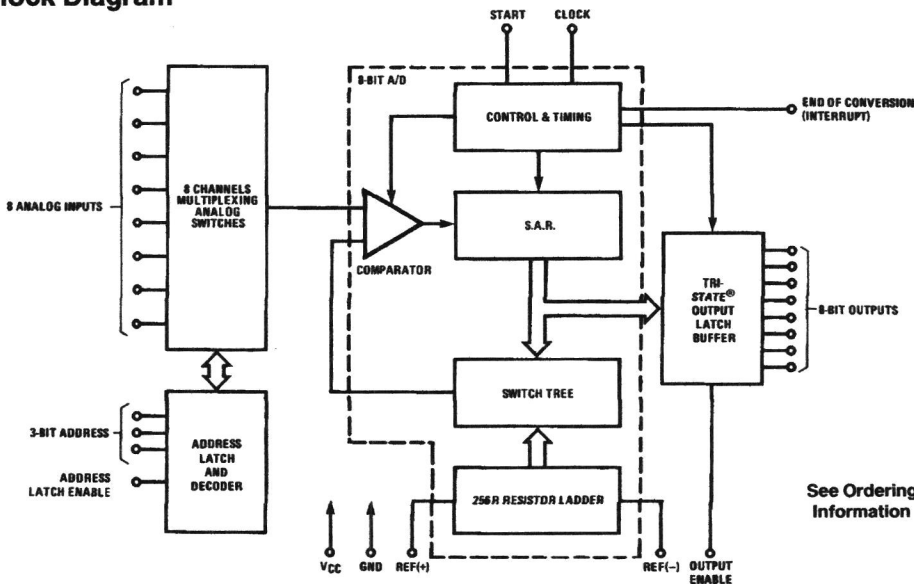 lock Diagram
START
CLOCK
8-BIT A/D
CONTROL & TIMING
END OF CONVERSION
(INTERRUPT)
8 ANALOG INPUTS
8 CHANNELS
MULTIPLEXING
ANALOG
SWITCHES
S.A.R.
COMPARATOR
TRI-
STATE®
OUTPUT
LATCH
BUFFER
8-BIT OUTPUTS
SWITCH TREE
3-BIT ADDRESS
ADDRESS
LATCH ENABLE
ADDRESS
LATCH
AND
DECODER
256R RESISTOR LADDER
See Ordering
Information
VCC
GND
REF(+)
REF(−)
OUTPUT
ENABLE